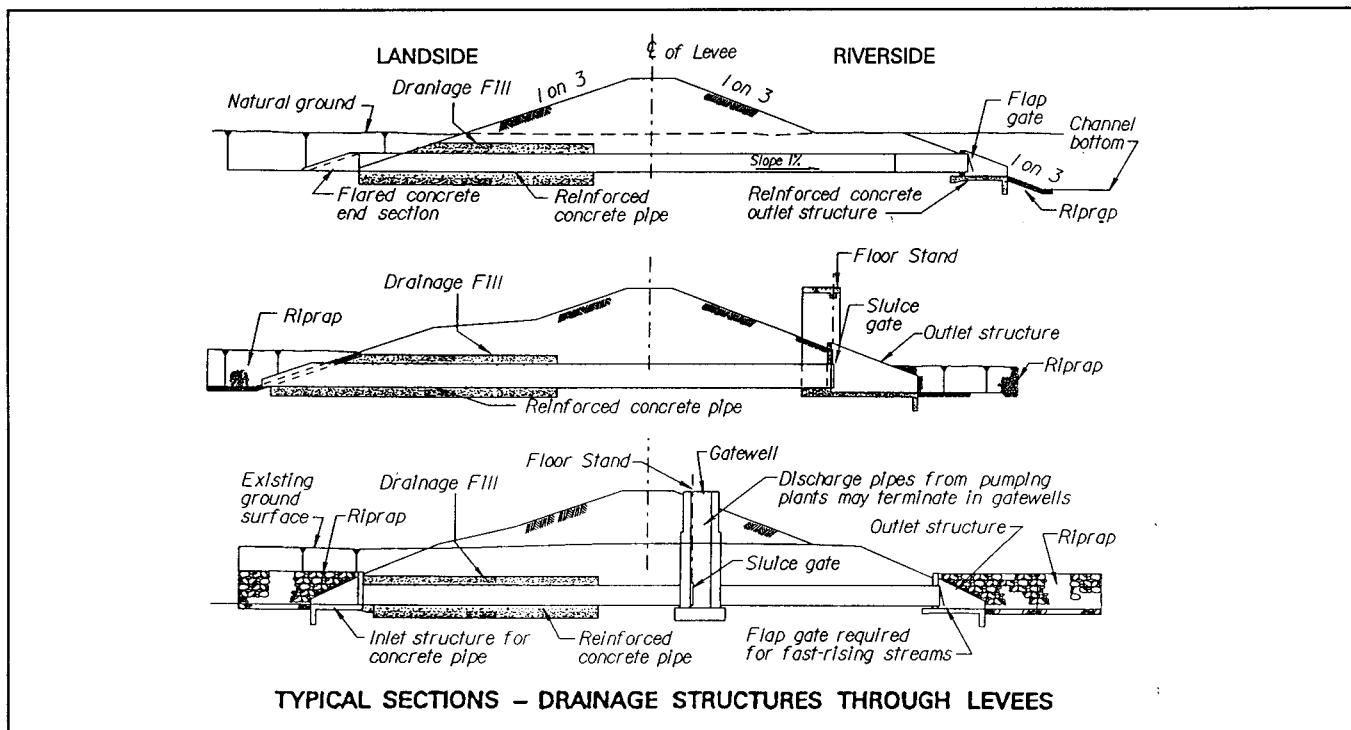 LANDSIDE
℄ of Levee
RIVERSIDE
Draniage Fill
1 on 3
1 on 3
Natural ground
Flap
gate
Channel
bottom
Slope 1%
1 on 3
Flared concrete
end section
Reinforced
concrete pipe
Reinforced concrete
outlet structure
Riprap
Floor Stand
Drainage Fill
Sluice
gate
Riprap
Outlet structure
Riprap
Reinforced concrete pipe
Floor Stand
Gatewell
Existing
ground
surface
Drainage Fill
Discharge pipes from pumping
plants may terminate in gatewells
Riprap
Outlet structure
Riprap
Sluice gate
Inlet structure for
concrete pipe
Reinforced
concrete pipe
Flap gate required
for fast-rising streams
TYPICAL SECTIONS – DRAINAGE STRUCTURES THROUGH LEVEES